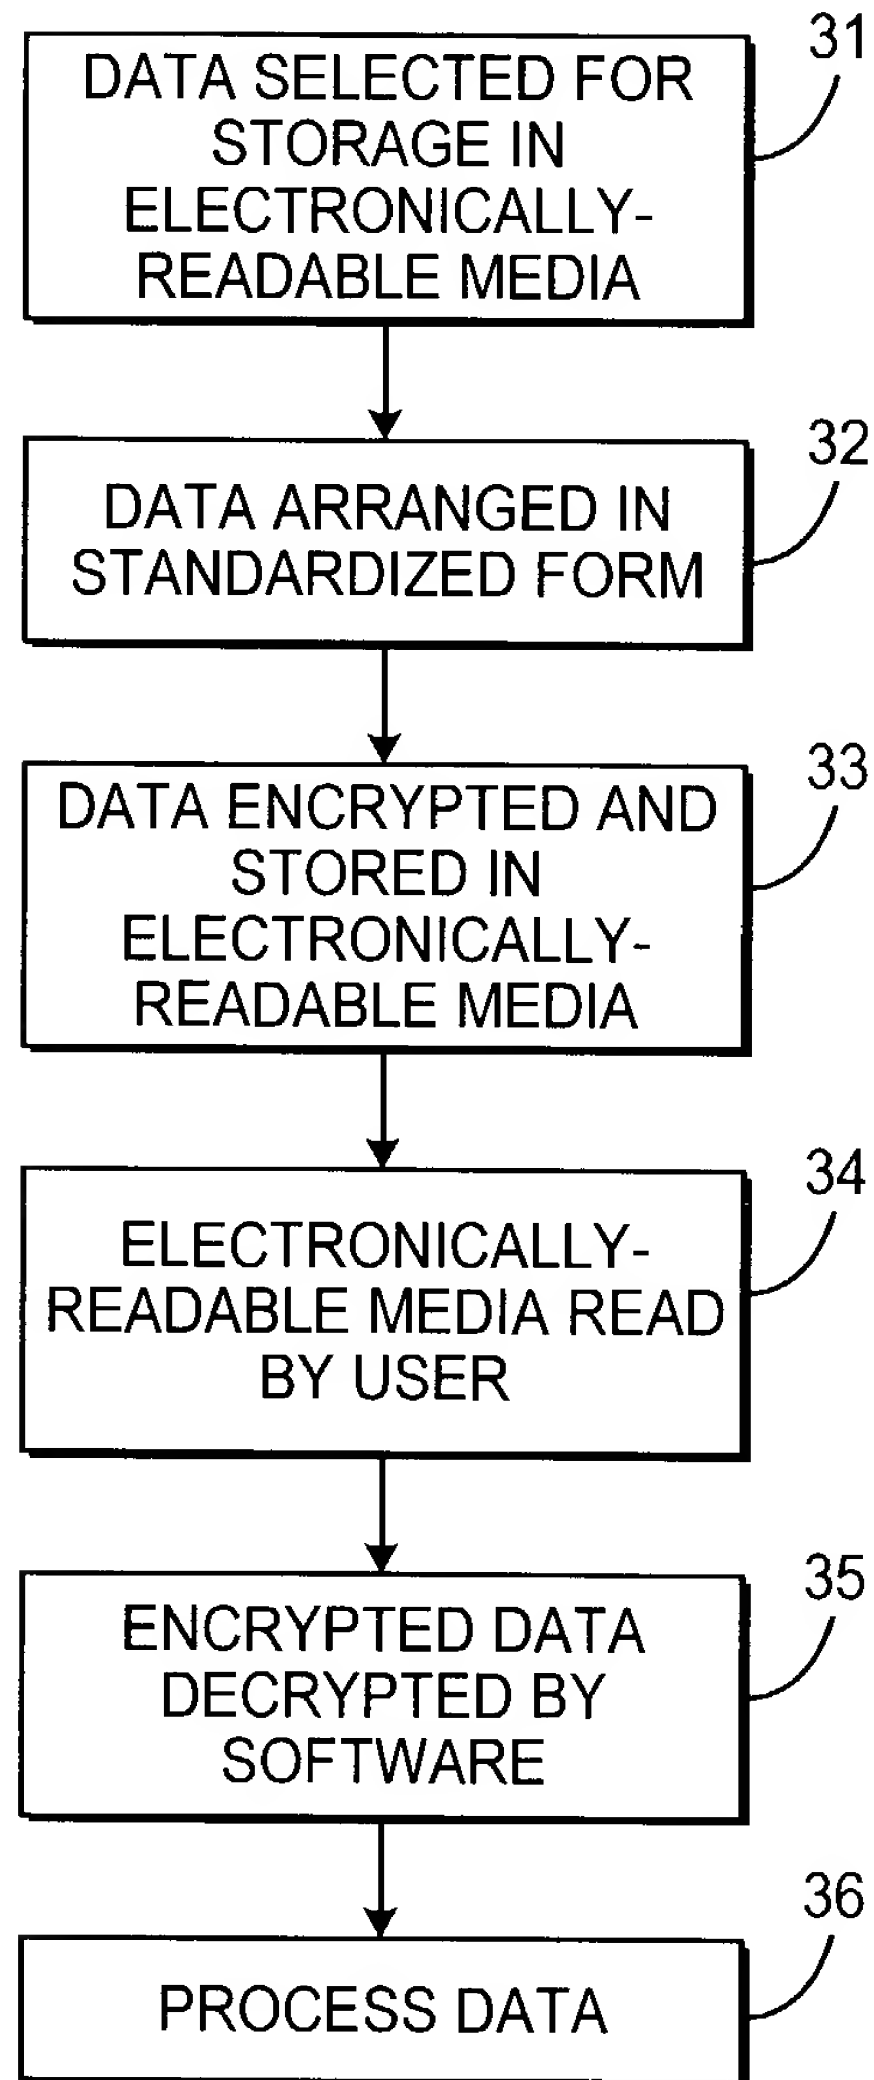 31
DATA SELECTED FOR
STORAGE IN
ELECTRONICALLY-
READABLE MEDIA
32
DATA ARRANGED IN
STANDARDIZED FORM
33
DATA ENCRYPTED AND
STORED IN
ELECTRONICALLY-
READABLE MEDIA
34
ELECTRONICALLY-
READABLE MEDIA READ
BY USER
35
ENCRYPTED DATA
DECRYPTED BY
SOFTWARE
36
PROCESS DATA